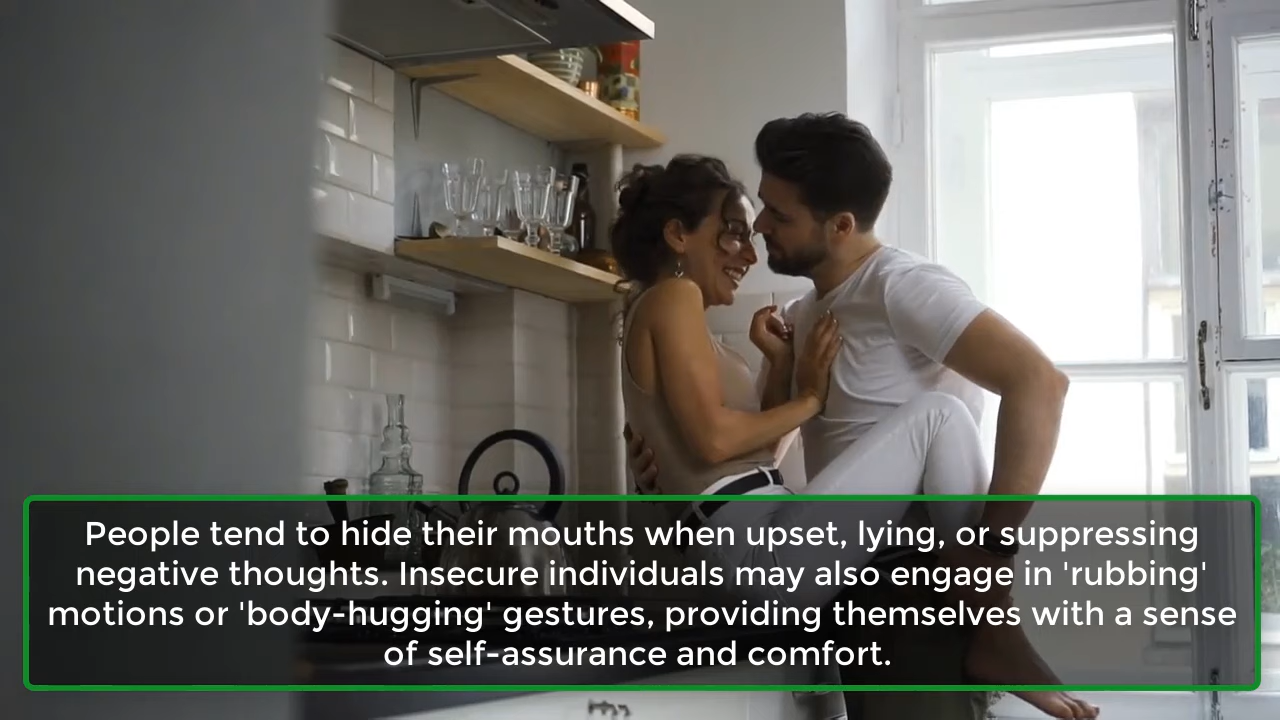 People tend to hide their mouths when upset, lying, or suppressing
negative thoughts. Insecure individuals may also engage in 'rubbing'
motions or 'body-hugging' gestures, providing themselves with a sense
of self-assurance and comfort.